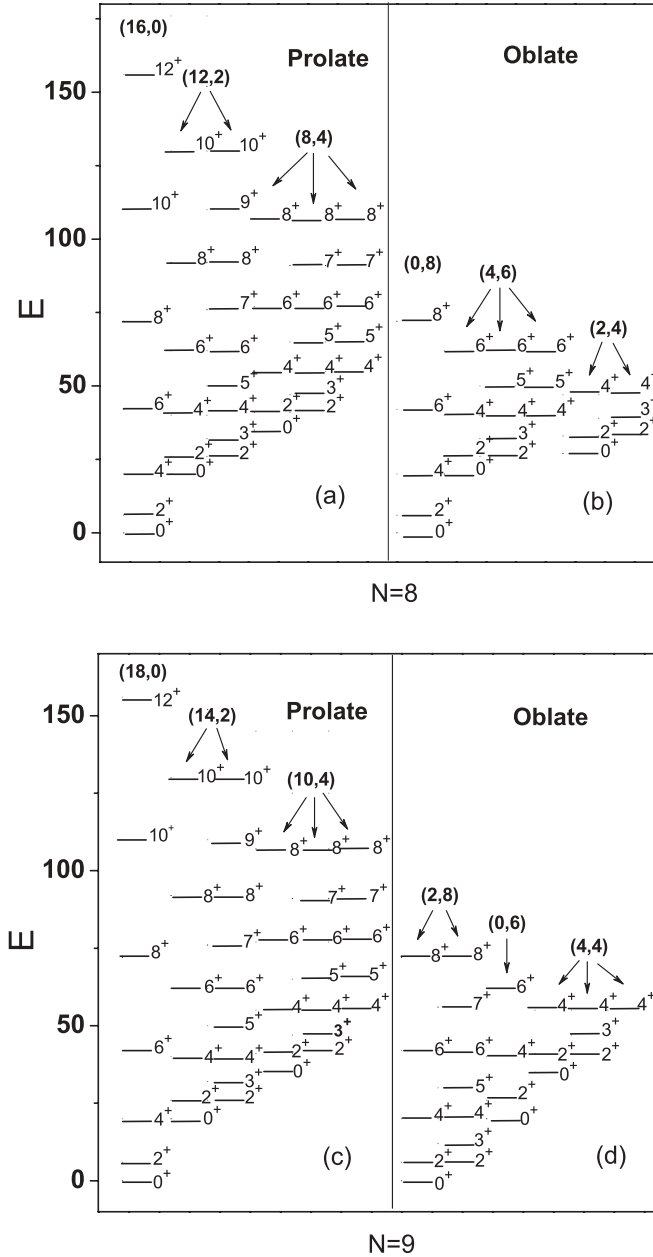 (16,0)
Prolate
Oblate
12⁺
(12,2)
150
10⁺ 10⁺
(8,4)
10⁺ 9⁺
8⁺ 8⁺ 8⁺
100
(0,8)
8⁺ 8⁺ 7⁺ 7⁺
(4,6)
E
8⁺ 7⁺ 6⁺ 6⁺ 6⁺
8⁺
(2,4)
6⁺ 6⁺ 5⁺ 5⁺
6⁺ 6⁺ 6⁺
50
5⁺ 4⁺ 4⁺ 4⁺
5⁺ 5⁺ 4⁺ 4⁺
6⁺ 4⁺ 4⁺ 2⁺ 2⁺ 3⁺
6⁺ 4⁺ 4⁺ 4⁺ 3⁺
3⁺ 0⁺
3⁺ 2⁺ 2⁺
2⁺ 2⁺
2⁺ 2⁺ 0⁺
4⁺ 0⁺
4⁺ 0⁺
(a)
(b)
2⁺
2⁺
0
0⁺
0⁺
N=8
(18,0)
12⁺
150
(14,2)
Prolate
Oblate
10⁺ 10⁺
(10,4)
10⁺ 9⁺
8⁺ 8⁺ 8⁺
100
8⁺ 8⁺ 7⁺ 7⁺
(2,8)
(0,6)
E
8⁺ 7⁺ 6⁺ 6⁺ 6⁺
(4,4)
8⁺ 8⁺
6⁺ 6⁺ 5⁺ 5⁺
6⁺
50
5⁺ 4⁺ 4⁺ 4⁺
7⁺ 4⁺ 4⁺ 4⁺
6⁺ 4⁺ 4⁺ 2⁺ 2⁺ 3⁺
6⁺ 6⁺ 4⁺ 2⁺ 2⁺ 3⁺
3⁺ 0⁺
5⁺ 0⁺
2⁺ 2⁺
2⁺
4⁺ 0⁺
4⁺ 4⁺ 0⁺
(c)
(d)
3⁺
2⁺
2⁺ 2⁺
0
0⁺
0⁺
N=9